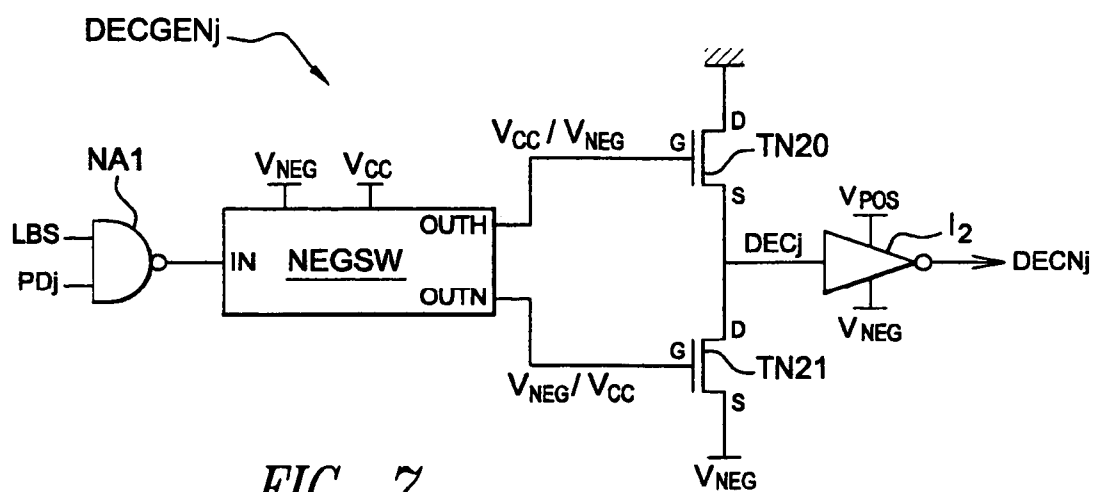 DECGENj
NA1
LBS
PDj
VNEG
VCC
IN
NEGSW
OUTH
OUTN
VCC / VNEG
VNEG / VCC
G
D
S
TN20
DECj
VPOS
I2
DECNj
VNEG
G
D
S
TN21
VNEG
FIG. 7